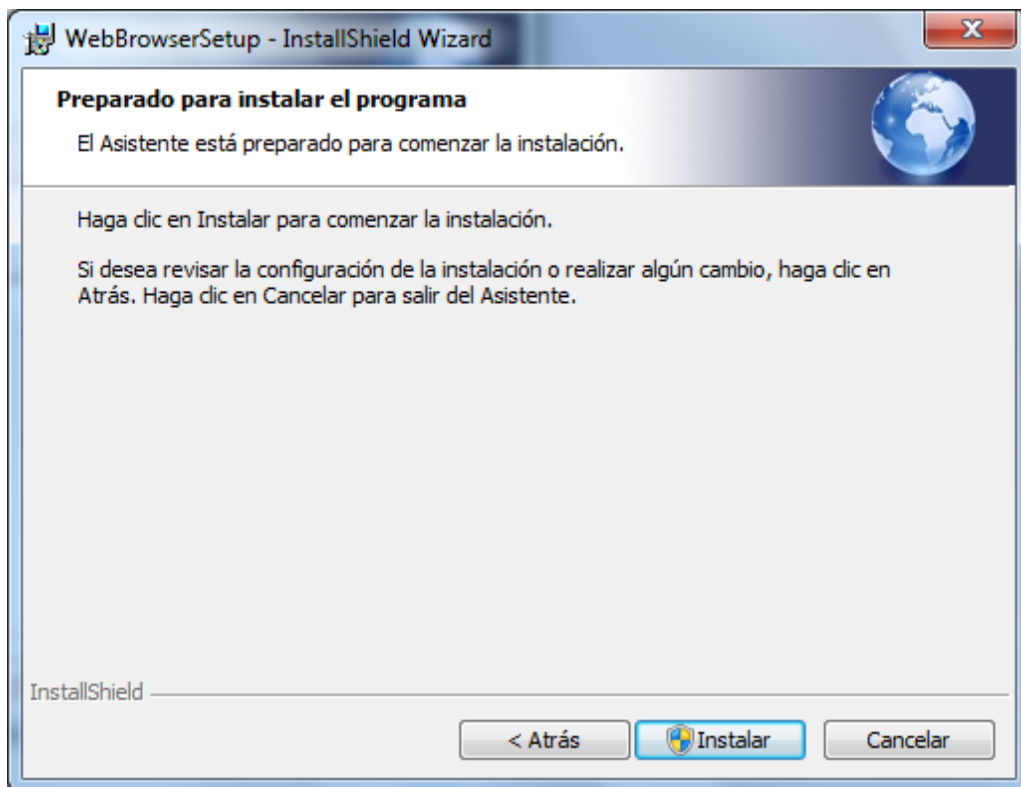 WebBrowserSetup - InstallShield Wizard
Preparado para instalar el programa
El Asistente está preparado para comenzar la instalación.
Haga clic en Instalar para comenzar la instalación.
Si desea revisar la configuración de la instalación o realizar algún cambio, haga clic en
Atrás. Haga clic en Cancelar para salir del Asistente.
InstallShield
< Atrás
Instalar
Cancelar